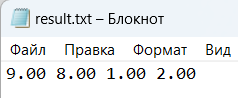 result.txt – Блокнот
Файл Правка Формат Вид
9.00 8.00 1.00 2.00